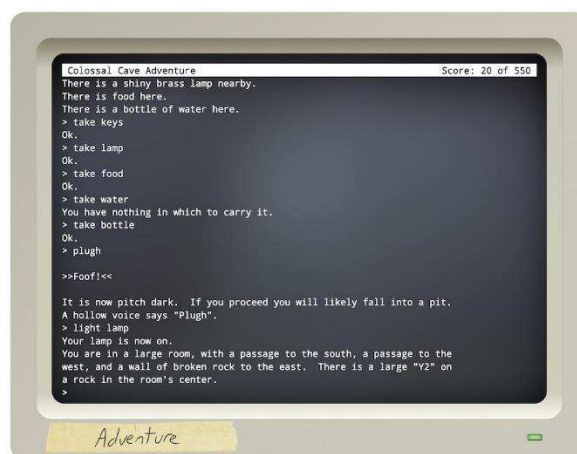 Colossal Cave Adventure Score: 20 of 550
There is a shiny brass lamp nearby.
There is food here.
There is a bottle of water here.
> take keys
Ok.
> take lamp
Ok.
> take food
Ok.
> take water
You have nothing in which to carry it.
> take bottle
Ok.
> plugh
>>Foof!<<
It is now pitch dark.  If you proceed you will likely fall into a pit.
A hollow voice says "Plugh".
> light lamp
Your lamp is now on.
You are in a large room, with a passage to the south, a passage to the
west, and a wall of broken rock to the east.  There is a large "Y2" on
a rock in the room's center.
>
Adventure